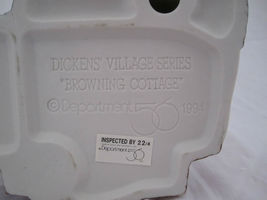 DICKENS' VILLAGE SERIES
"BROWNING COTTAGE"
©Department 56 1994
INSPECTED BY 22/4
Department 56